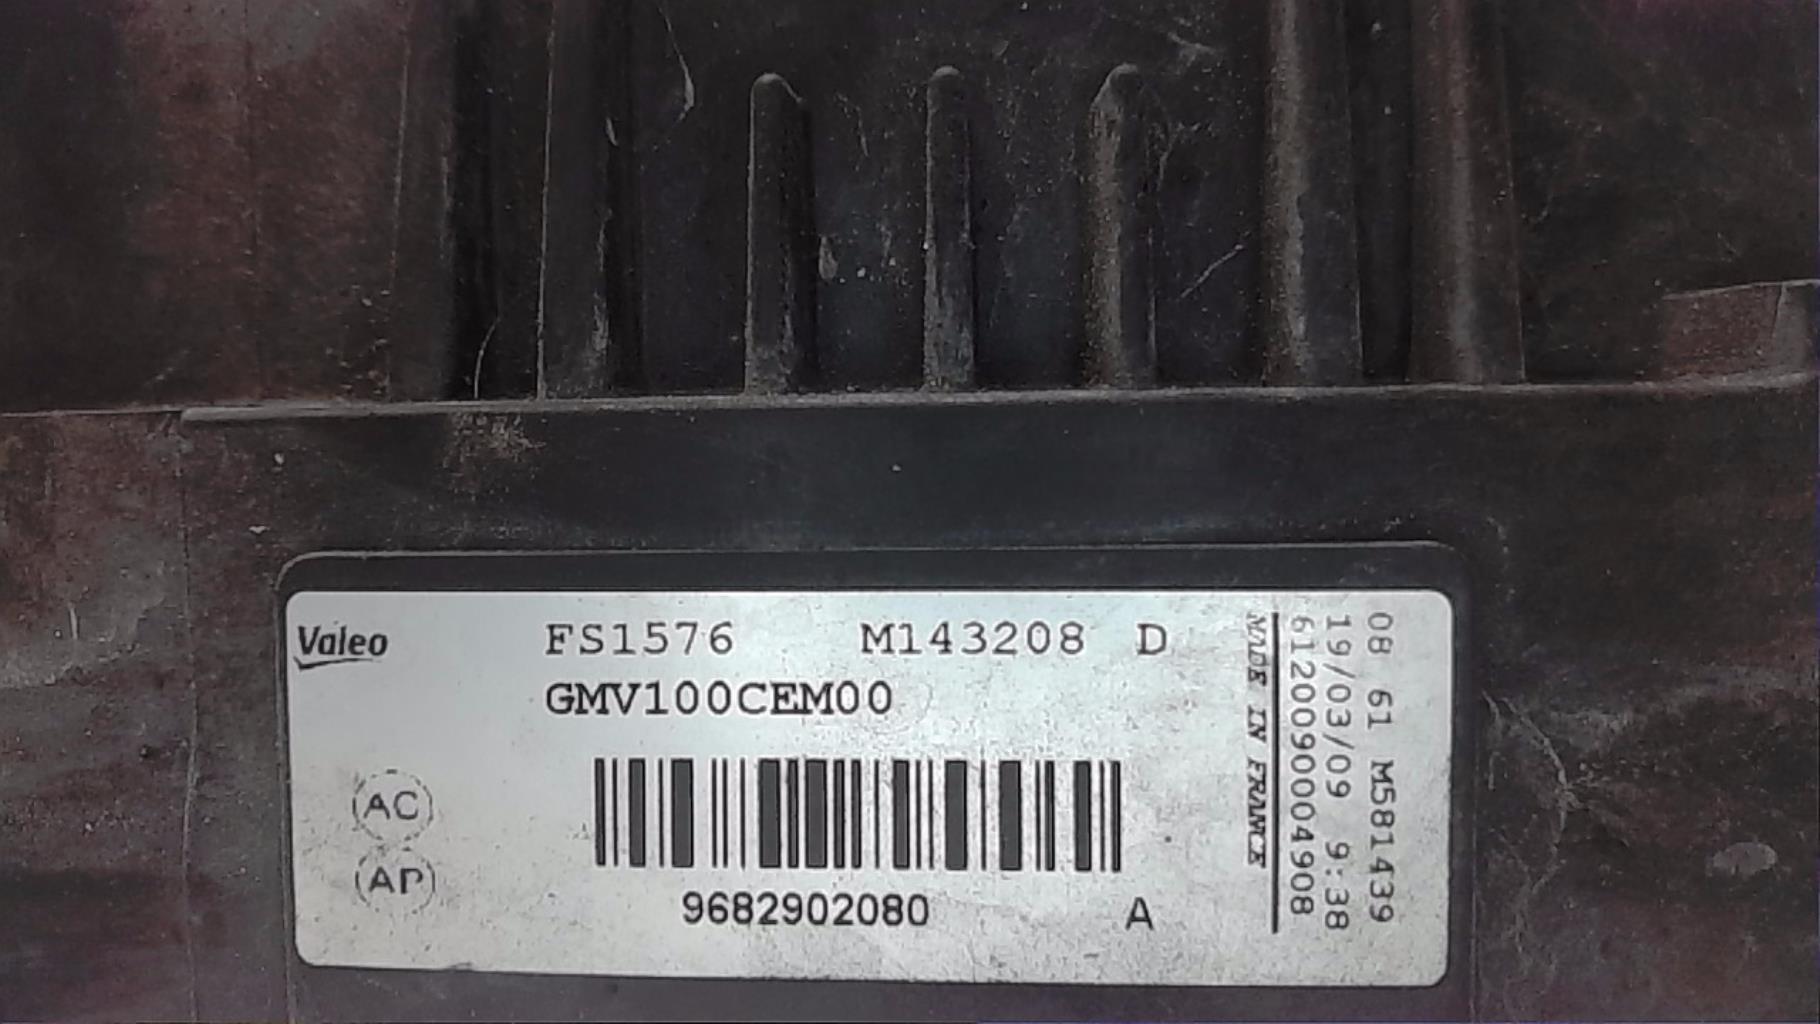 Valeo FS1576 M143208 D
GMV100CEM00
AC
AP
9682902080 A
MADE IN FRANCE
6120090004908
19/03/09 9:38
08 61 M581439